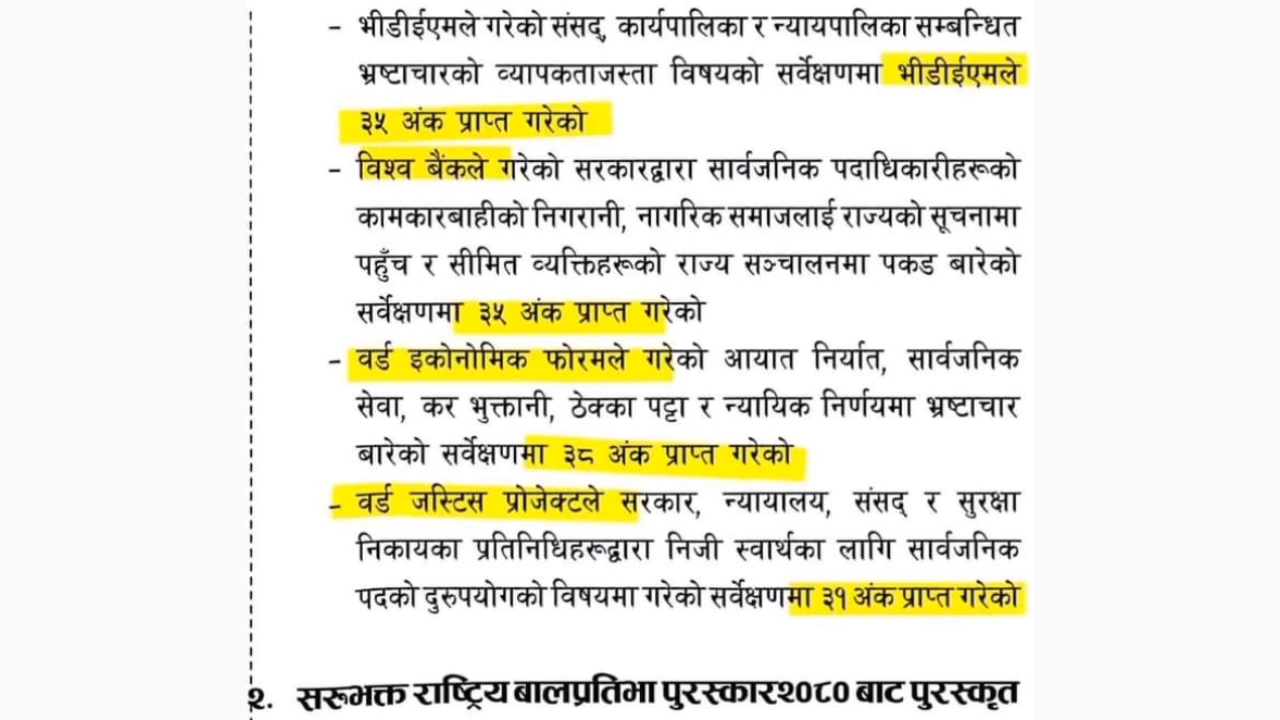 - भीडीईएमले गरेको संसद्, कार्यपालिका र न्यायपालिका सम्बन्धित
भ्रष्टाचारको व्यापकताजस्ता विषयको सर्वेक्षणमा भीडीईएमले
३५ अंक प्राप्त गरेको
- विश्व बैंकले गरेको सरकारद्वारा सार्वजनिक पदाधिकारीहरूको
कामकारबाहीको निगरानी, नागरिक समाजलाई राज्यको सूचनामा
पहुँच र सीमित व्यक्तिहरूको राज्य सञ्चालनमा पकड बारेको
सर्वेक्षणमा ३५ अंक प्राप्त गरेको
- वर्ड इकोनोमिक फोरमले गरेको आयात निर्यात, सार्वजनिक
सेवा, कर भुक्तानी, ठेक्का पट्टा र न्यायिक निर्णयमा भ्रष्टाचार
बारेको सर्वेक्षणमा ३८ अंक प्राप्त गरेको
- वर्ड जस्टिस प्रोजेक्टले सरकार, न्यायालय, संसद् र सुरक्षा
निकायका प्रतिनिधिहरूद्वारा निजी स्वार्थका लागि सार्वजनिक
पदको दुरुपयोगको विषयमा गरेको सर्वेक्षणमा ३१ अंक प्राप्त गरेको
२. सरुभक्त राष्ट्रिय बालप्रतिभा पुरस्कार२०८० बाट पुरस्कृत